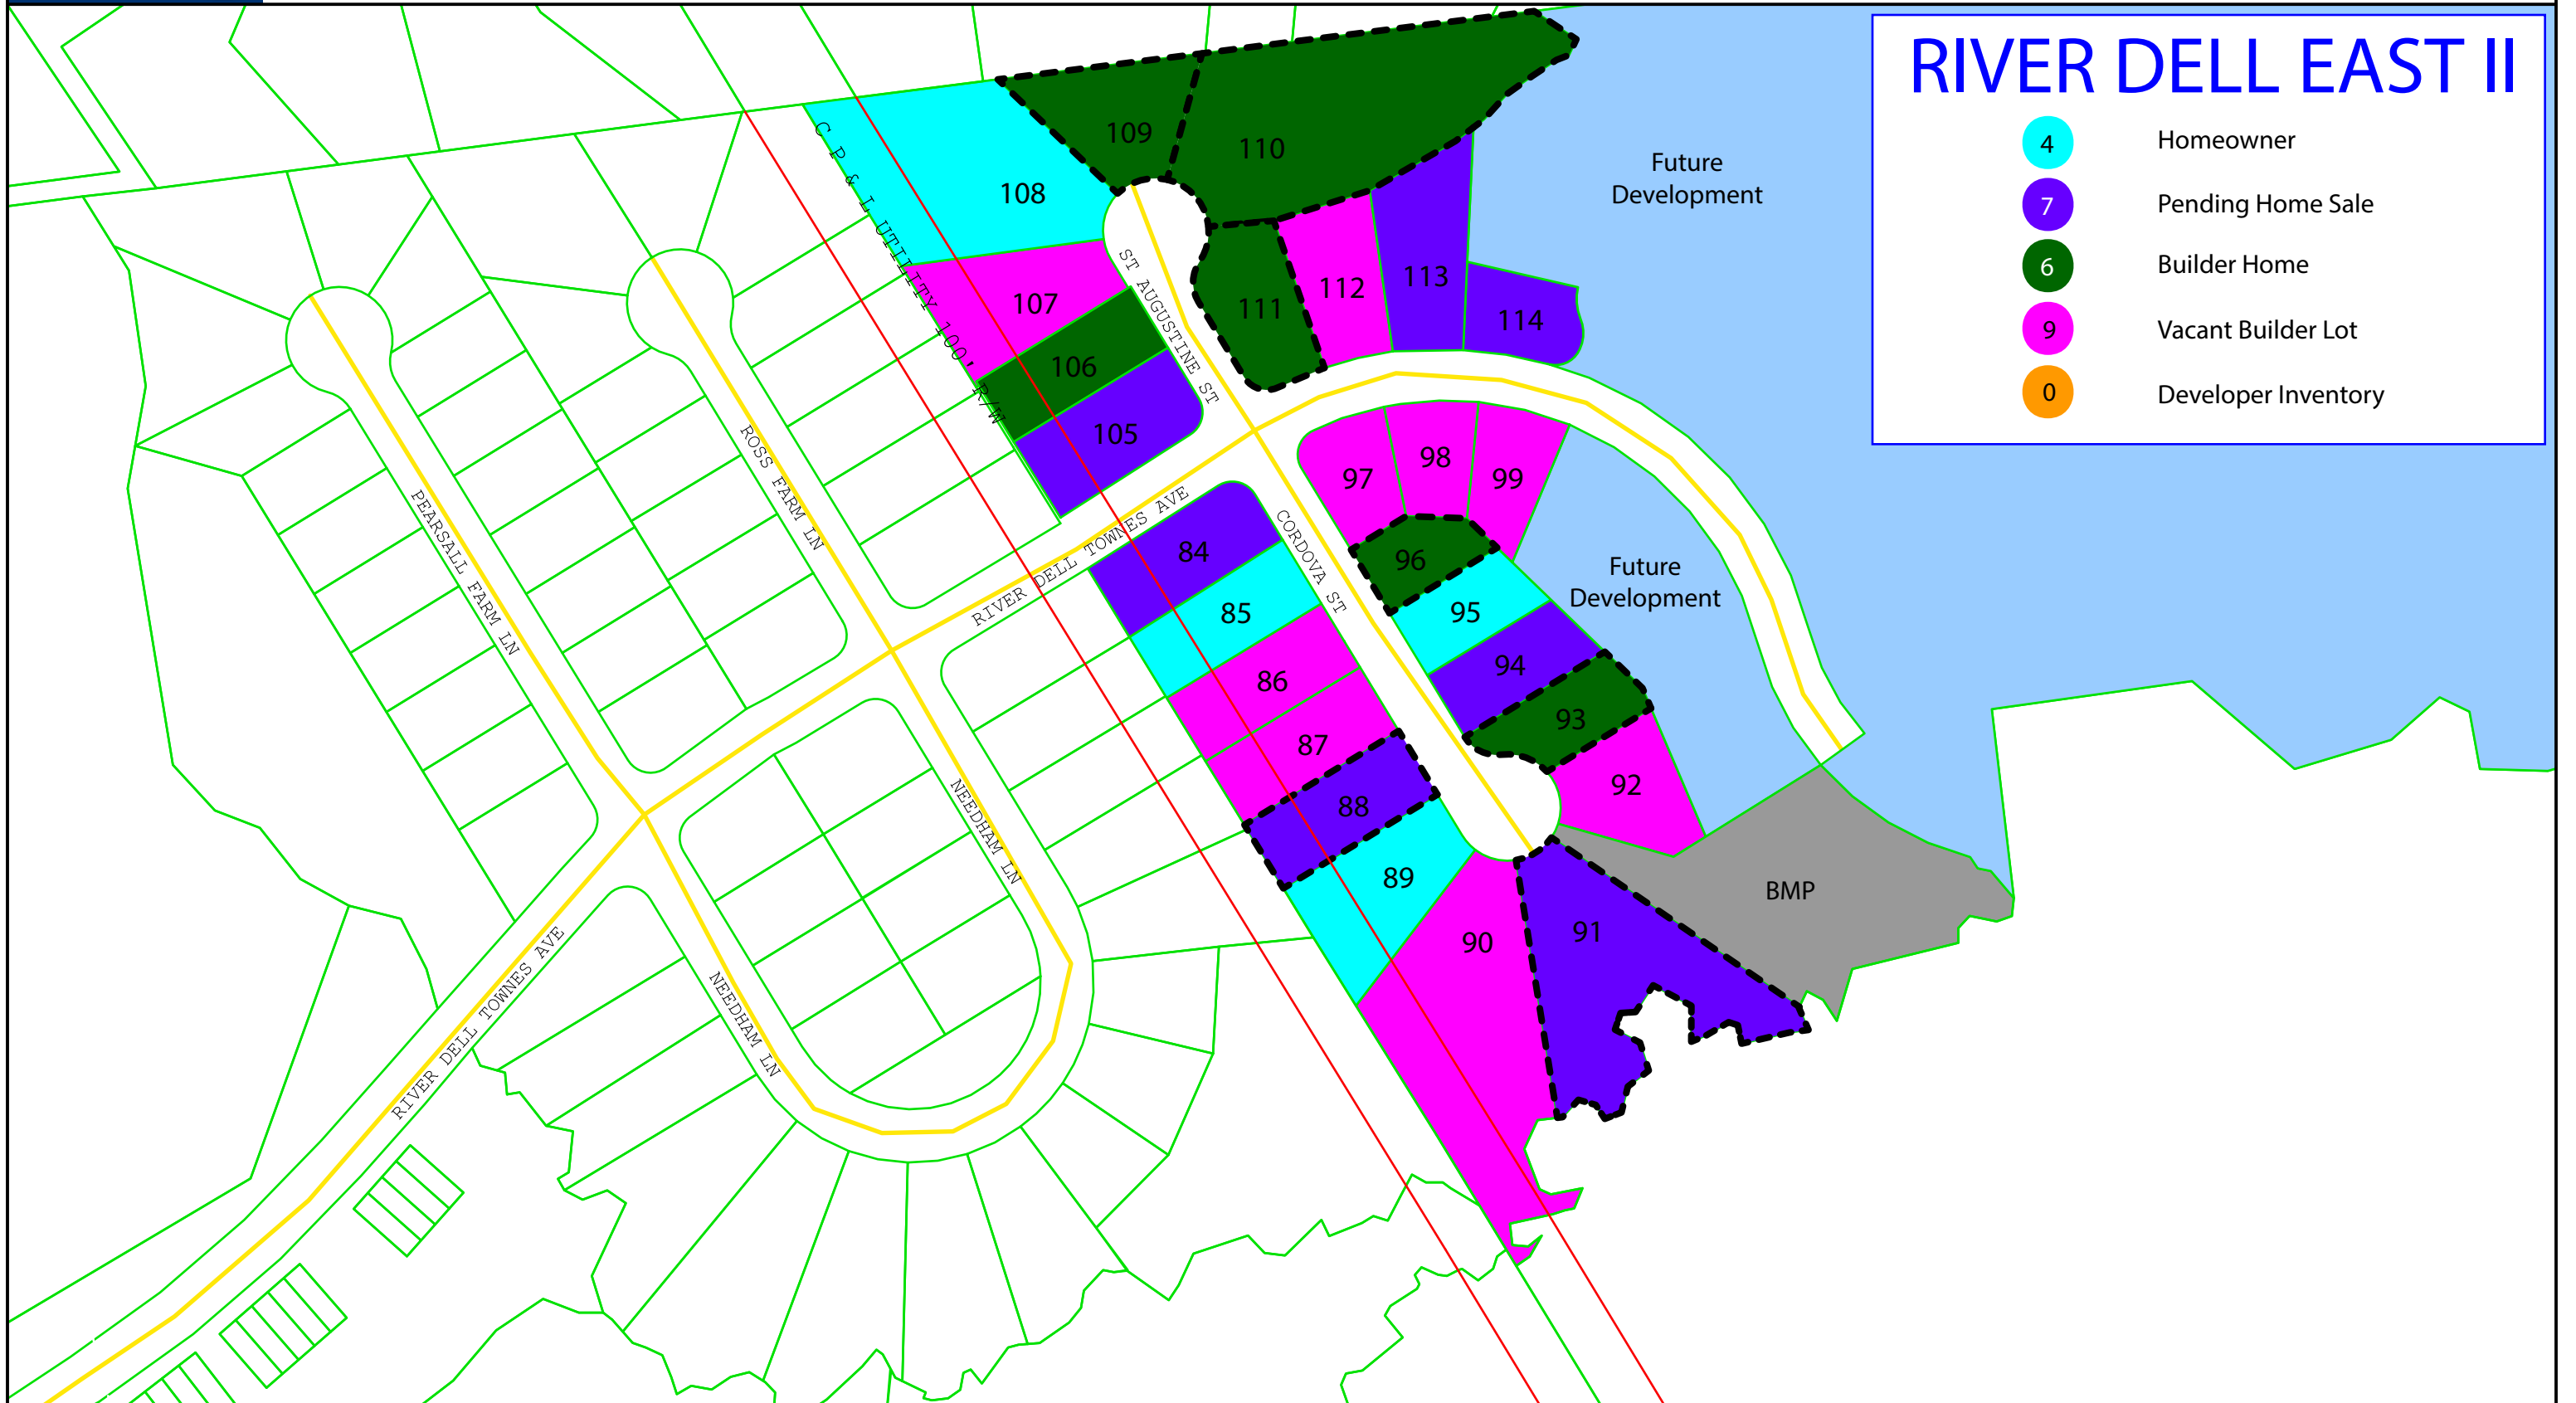 RIVER DELL EAST II
4 Homeowner
7 Pending Home Sale
6 Builder Home
9 Vacant Builder Lot
0 Developer Inventory
Future
Development
109
110
108
C P & L UTILITY 100' R/W
107
106
105
ST AUGUSTINE ST
111
112
113
114
97
98
99
96
95
94
93
92
Future
Development
CORDOVA ST
84
85
86
87
88
89
90
91
BMP
ROSS FARM LN
PEARSALL FARM LN
RIVER DELL TOWNES AVE
NEEDHAM LN
NEEDHAM LN
RIVER DELL TOWNES AVE